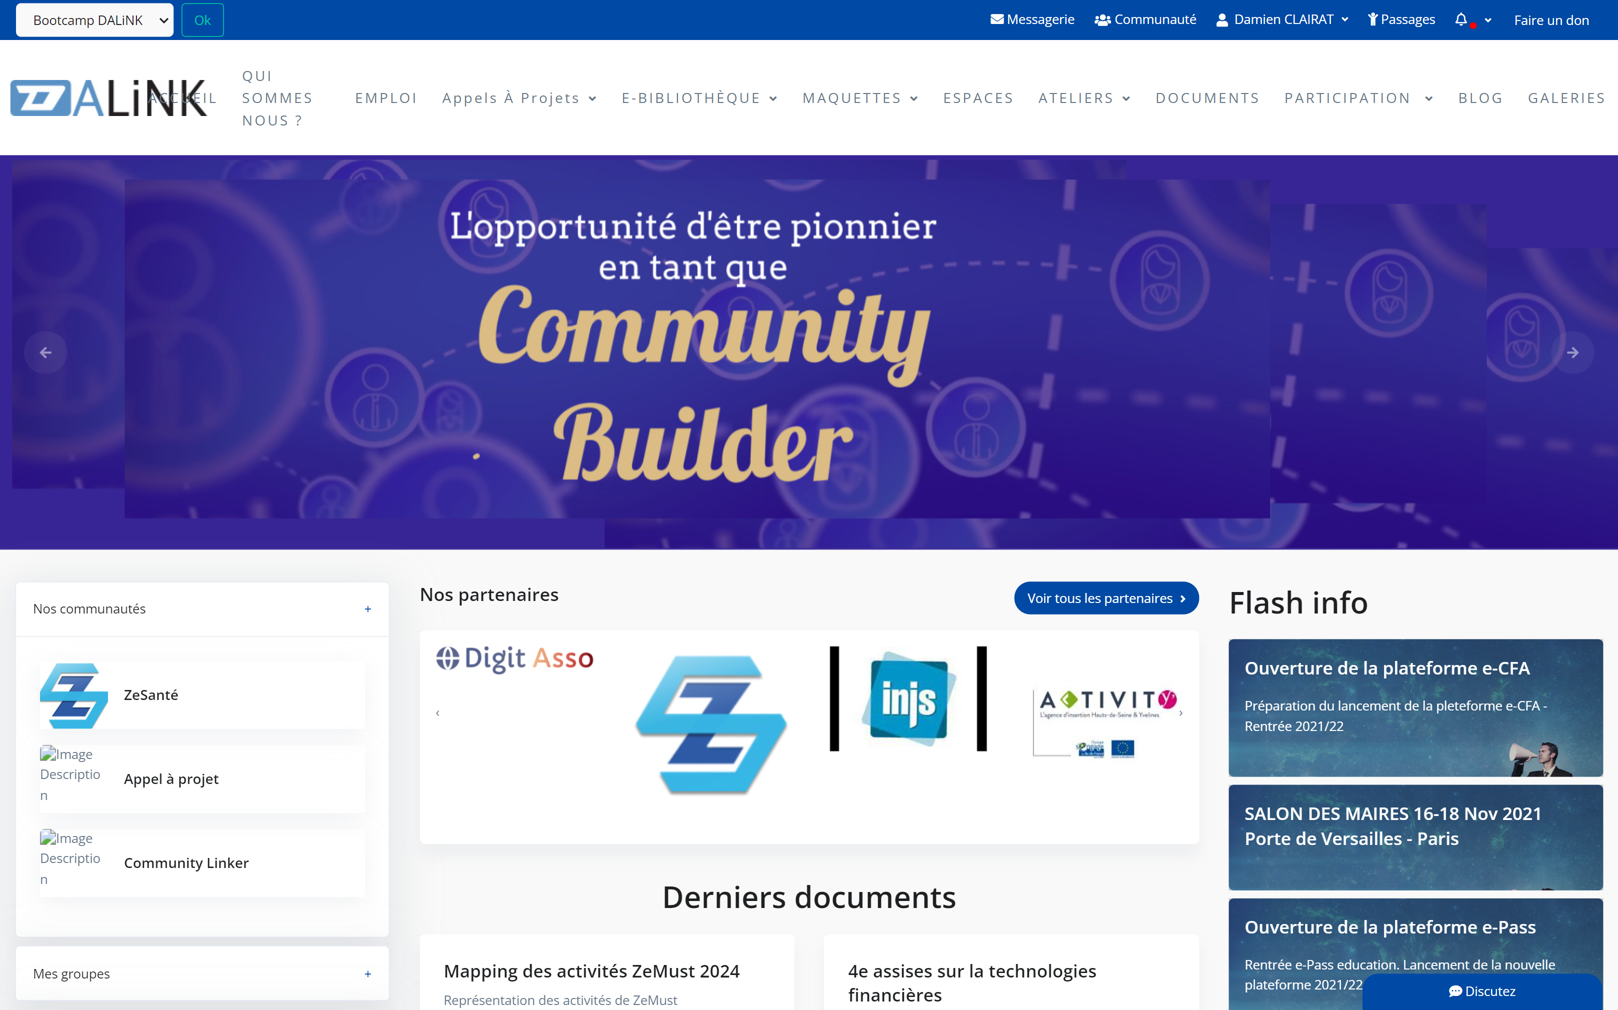 Bootcamp DALiNK
Ok
Messagerie
Communauté
Damien CLAIRAT
Passages
Faire un don
DALiNK
ACCUEIL
QUI
SOMMES
NOUS ?
EMPLOI
Appels À Projets
E-BIBLIOTHÈQUE
MAQUETTES
ESPACES
ATELIERS
DOCUMENTS
PARTICIPATION
BLOG
GALERIES
L'opportunité d'être pionnier
en tant que
Community
Builder
Nos communautés
+
ZeSanté
Image
Descriptio
n
Appel à projet
Image
Descriptio
n
Community Linker
Mes groupes
+
Nos partenaires
Voir tous les partenaires
Digit Asso
injs
ACTIVIT'Y
L'agence d'insertion Hauts-de-Seine & Yvelines
Derniers documents
Mapping des activités ZeMust 2024
Représentation des activités de ZeMust
4e assises sur la technologies
financières
Flash info
Ouverture de la plateforme e-CFA
Préparation du lancement de la pleteforme e-CFA -
Rentrée 2021/22
SALON DES MAIRES 16-18 Nov 2021
Porte de Versailles - Paris
Ouverture de la plateforme e-Pass
Rentrée e-Pass education. Lancement de la nouvelle
plateforme 2021/22
Discutez